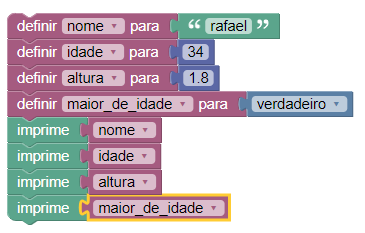 definir nome para “ rafael ”
definir idade para 34
definir altura para 1.8
definir maior_de_idade para verdadeiro
imprime nome
imprime idade
imprime altura
imprime maior_de_idade